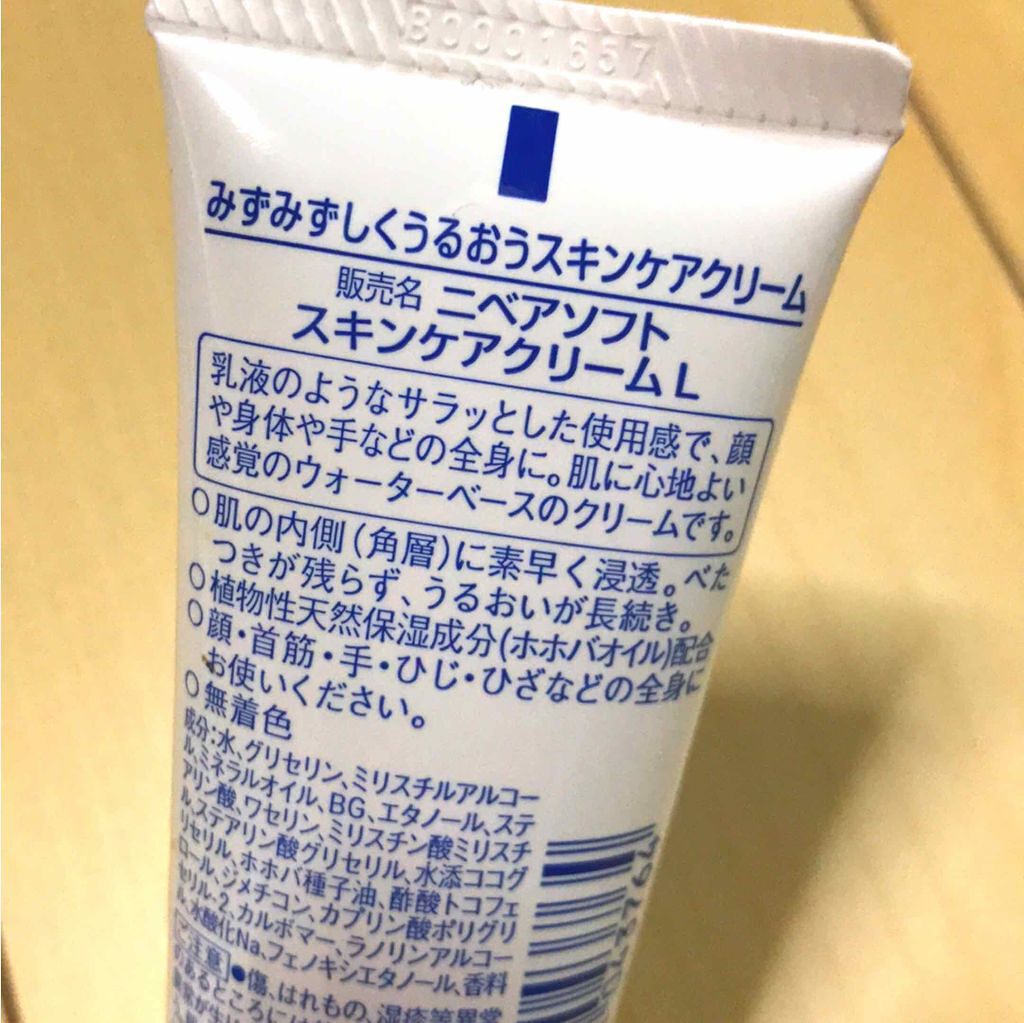 B0001657
みずみずしくうるおうスキンケアクリーム
販売名 ニベアソフト
スキンケアクリームL
乳液のようなサラッとした使用感で、顔
や身体や手などの全身に。肌に心地よい
感覚のウォーターベースのクリームです。
○肌の内側(角層)に素早く浸透。べた
つきが残らず、うるおいが長続き。
○植物性天然保湿成分(ホホバオイル)配合
○顔・首筋・手・ひじ・ひざなどの全身に
お使いください。
○無着色
成分:水、グリセリン、ミリスチルアルコー
ル、ミネラルオイル、BG、エタノール、ステ
アリン酸、ワセリン、ミリスチン酸ミリスチ
ル、ステアリン酸グリセリル、水添ココグ
リセリル、ホホバ種子油、酢酸トコフェ
ロール、ジメチコン、カプリン酸ポリグリ
セリル-2、カルボマー、ラノリンアルコー
ル、水酸化Na、フェノキシエタノール、香料
ご注意 ●傷、はれもの、湿疹等異常
のあるところには